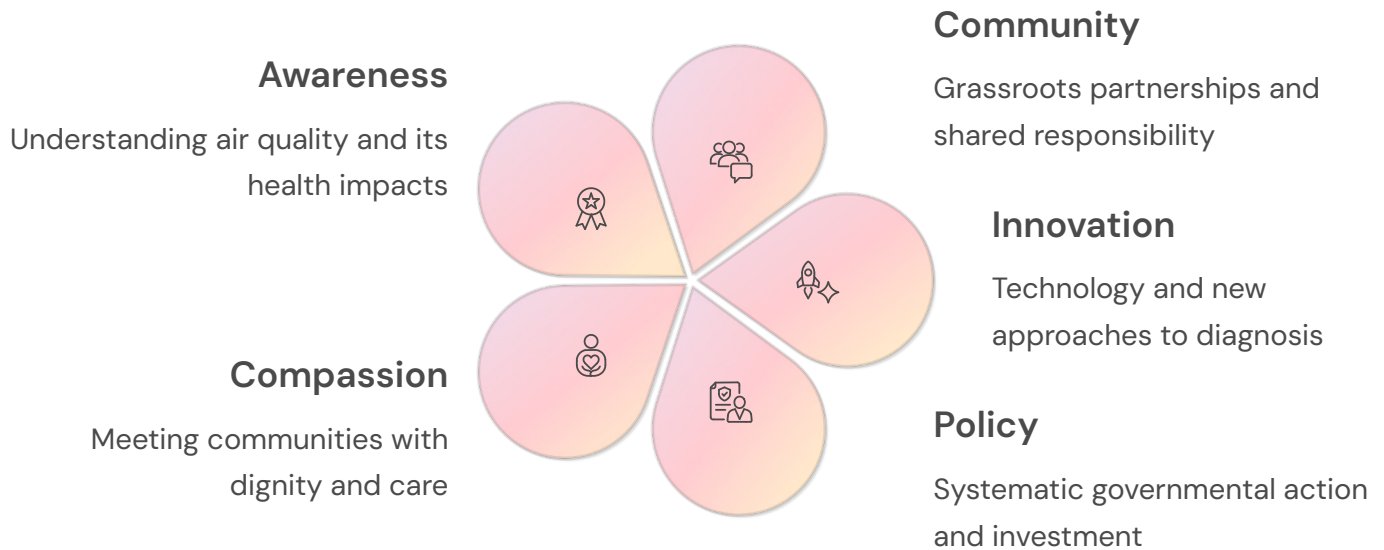 Awareness
Understanding air quality and its
health impacts
Community
Grassroots partnerships and
shared responsibility
Innovation
Technology and new
approaches to diagnosis
Compassion
Meeting communities with
dignity and care
Policy
Systematic governmental action
and investment